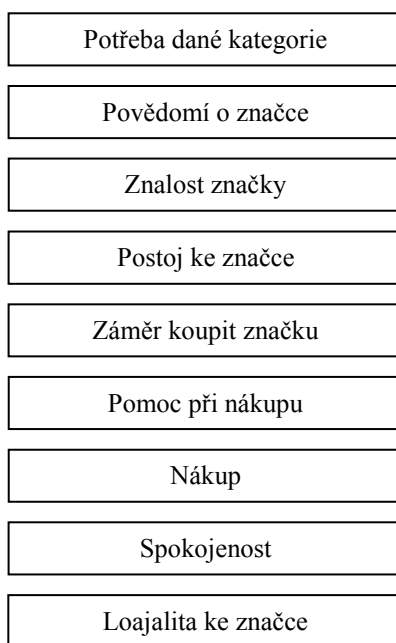 Potřeba dané kategorie
Povědomí o značce
Znalost značky
Postoj ke značce
Záměr koupit značku
Pomoc při nákupu
Nákup
Spokojenost
Loajalita ke značce